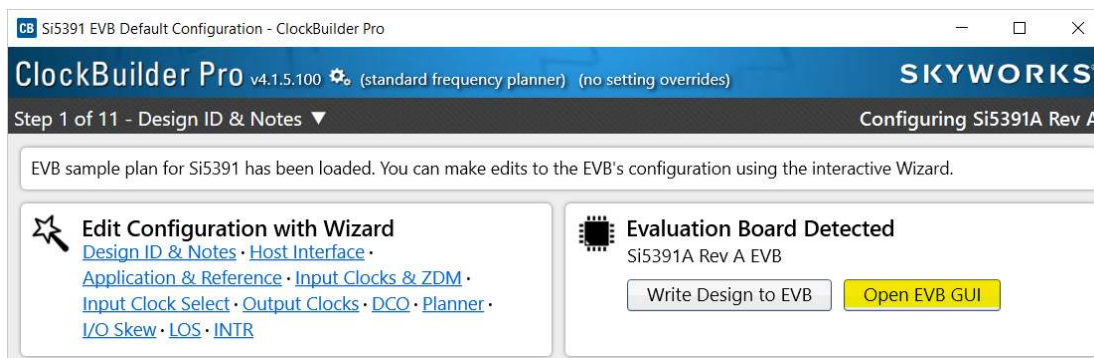 CB Si5391 EVB Default Configuration - ClockBuilder Pro
ClockBuilder Pro v4.1.5.100 (standard frequency planner) (no setting overrides) SKYWORKS®
Step 1 of 11 - Design ID & Notes ▼ Configuring Si5391A Rev A
EVB sample plan for Si5391 has been loaded. You can make edits to the EVB's configuration using the interactive Wizard.
Edit Configuration with Wizard
Design ID & Notes · Host Interface ·
Application & Reference · Input Clocks & ZDM ·
Input Clock Select · Output Clocks · DCO · Planner ·
I/O Skew · LOS · INTR
Evaluation Board Detected
Si5391A Rev A EVB
Write Design to EVB Open EVB GUI